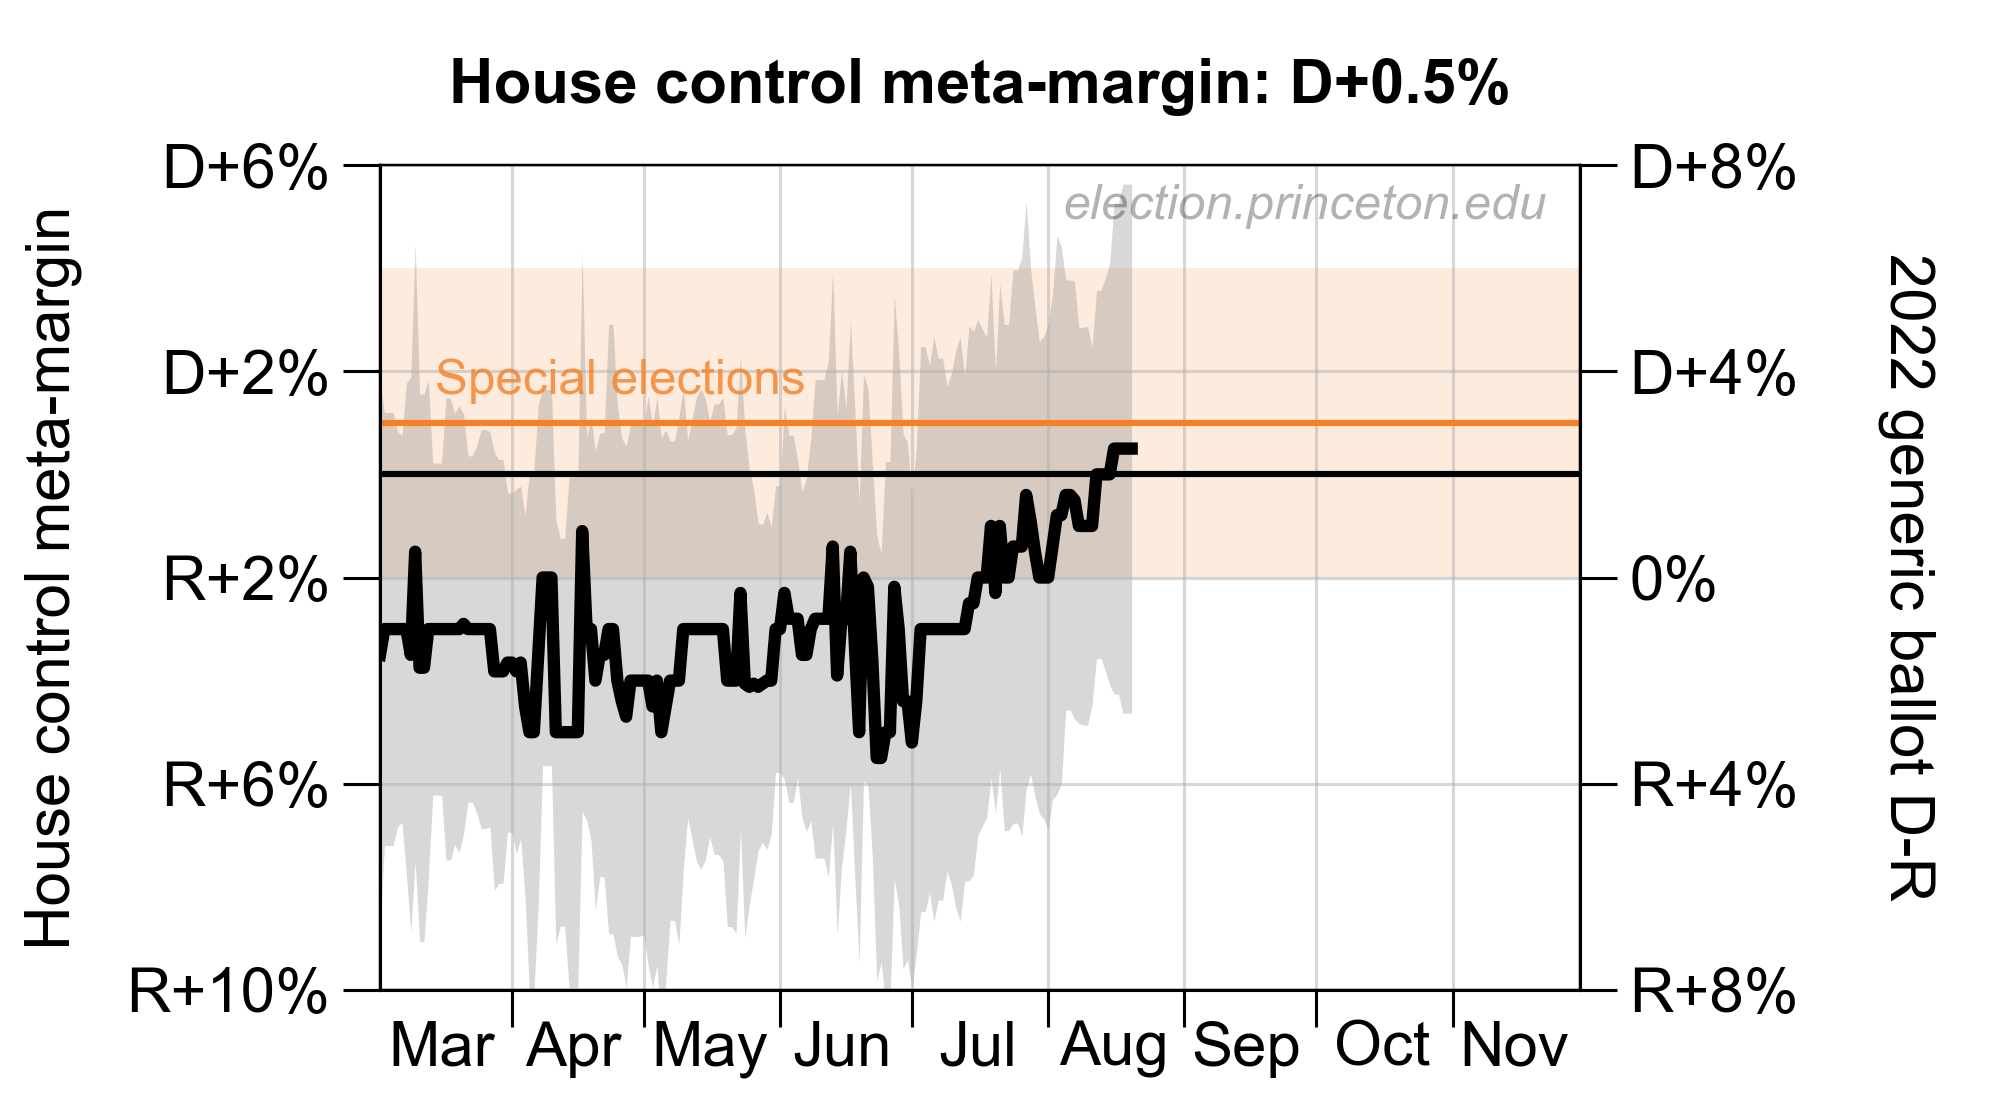 House control meta-margin: D+0.5%
House control meta-margin
D+6%
D+2%
R+2%
R+6%
R+10%
election.princeton.edu
Special elections
D+8%
D+4%
0%
R+4%
R+8%
2022 generic ballot D-R
Mar Apr May Jun Jul Aug Sep Oct Nov